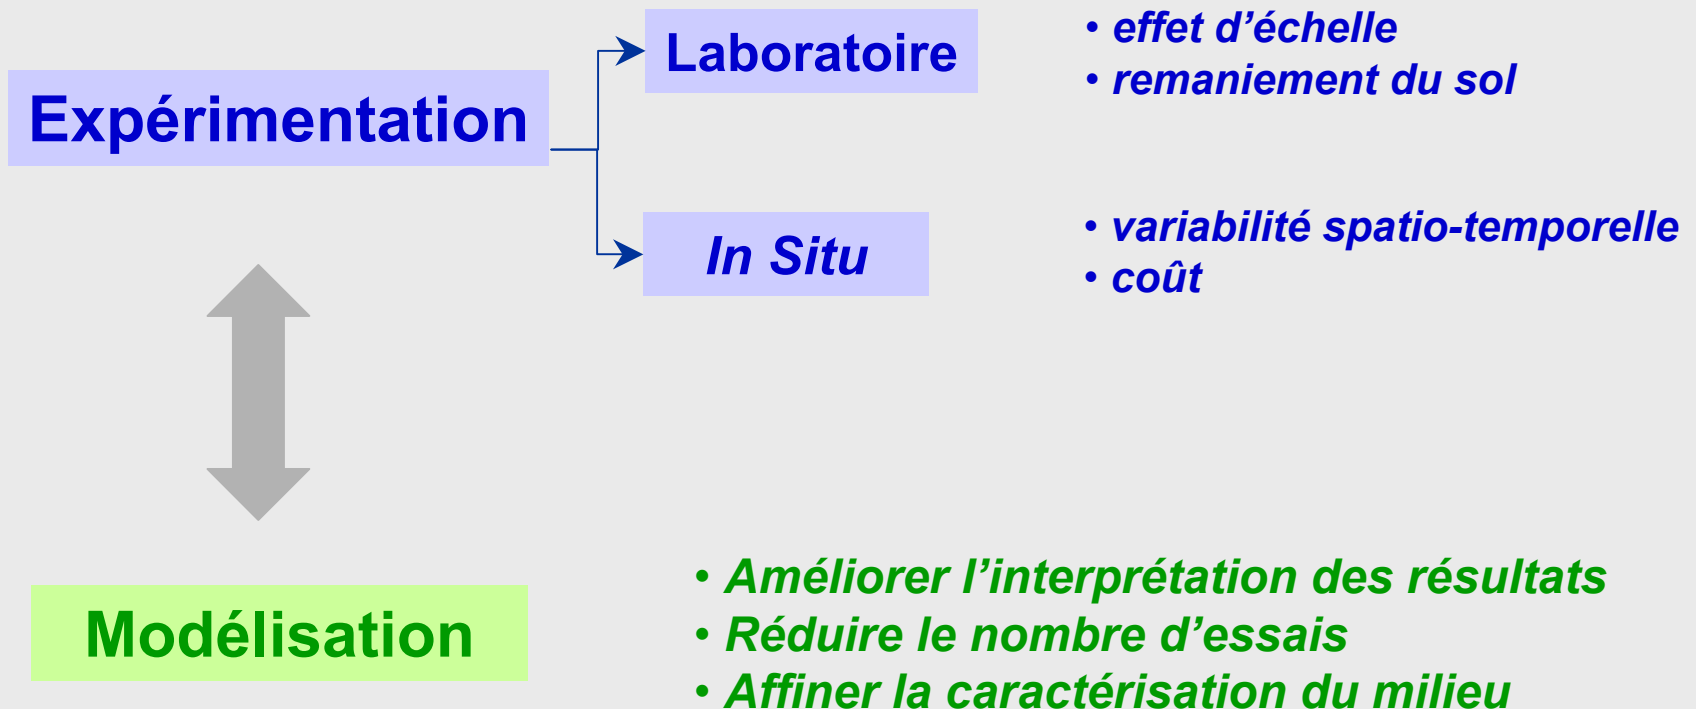 Expérimentation
Laboratoire
• effet d’échelle
• remaniement du sol
In Situ
• variabilité spatio-temporelle
• coût
Modélisation
• Améliorer l’interprétation des résultats
• Réduire le nombre d’essais
• Affiner la caractérisation du milieu